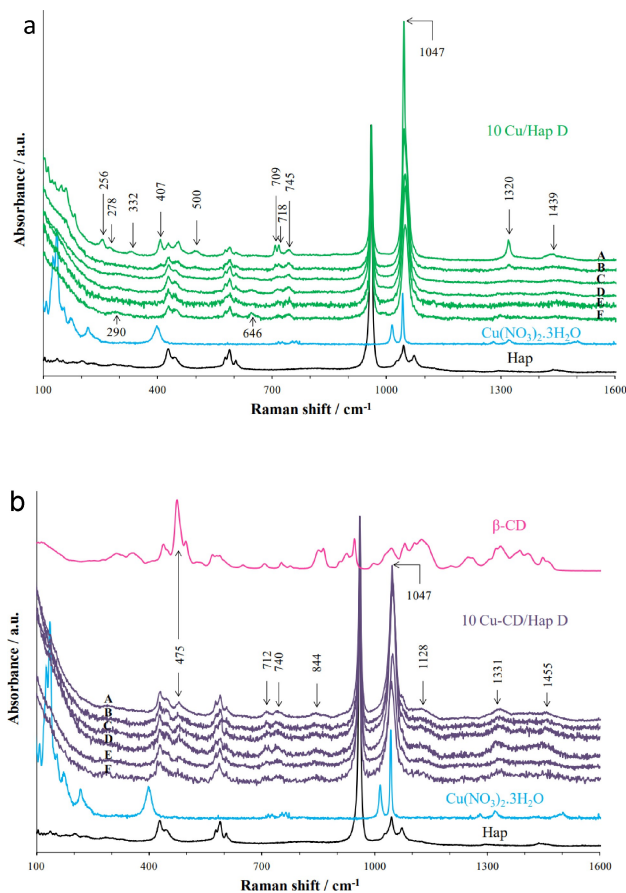 a
1047
10 Cu/Hap D
256
278
332
407
500
709
718
745
1320
1439
A
B
C
D
E
F
290
646
Cu(NO3)2.3H2O
Hap
Absorbance / a.u.
100 400 700 1000 1300 1600
Raman shift / cm-1
b
β-CD
1047
10 Cu-CD/Hap D
475
712
740
844
1128
1331
1455
A
B
C
D
E
F
Cu(NO3)2.3H2O
Hap
Absorbance / a.u.
100 400 700 1000 1300 1600
Raman shift / cm-1